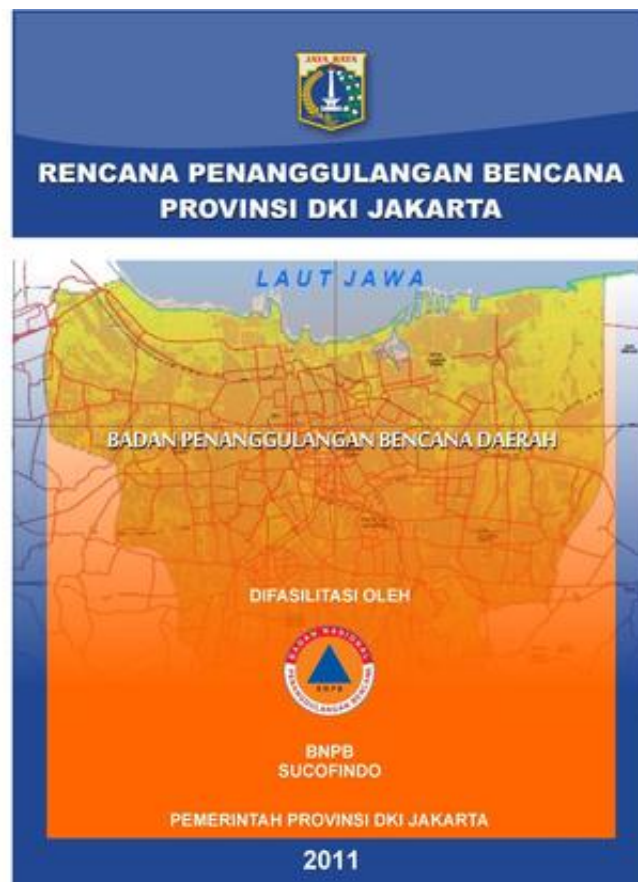 JAYA RAYA
RENCANA PENANGGULANGAN BENCANA
PROVINSI DKI JAKARTA
LAUT JAWA
BADAN PENANGGULANGAN BENCANA DAERAH
DIFASILITASI OLEH
BADAN NASIONAL
BNPB
PENANGGULANGAN BENCANA
BNPB
SUCOFINDO
PEMERINTAH PROVINSI DKI JAKARTA
2011